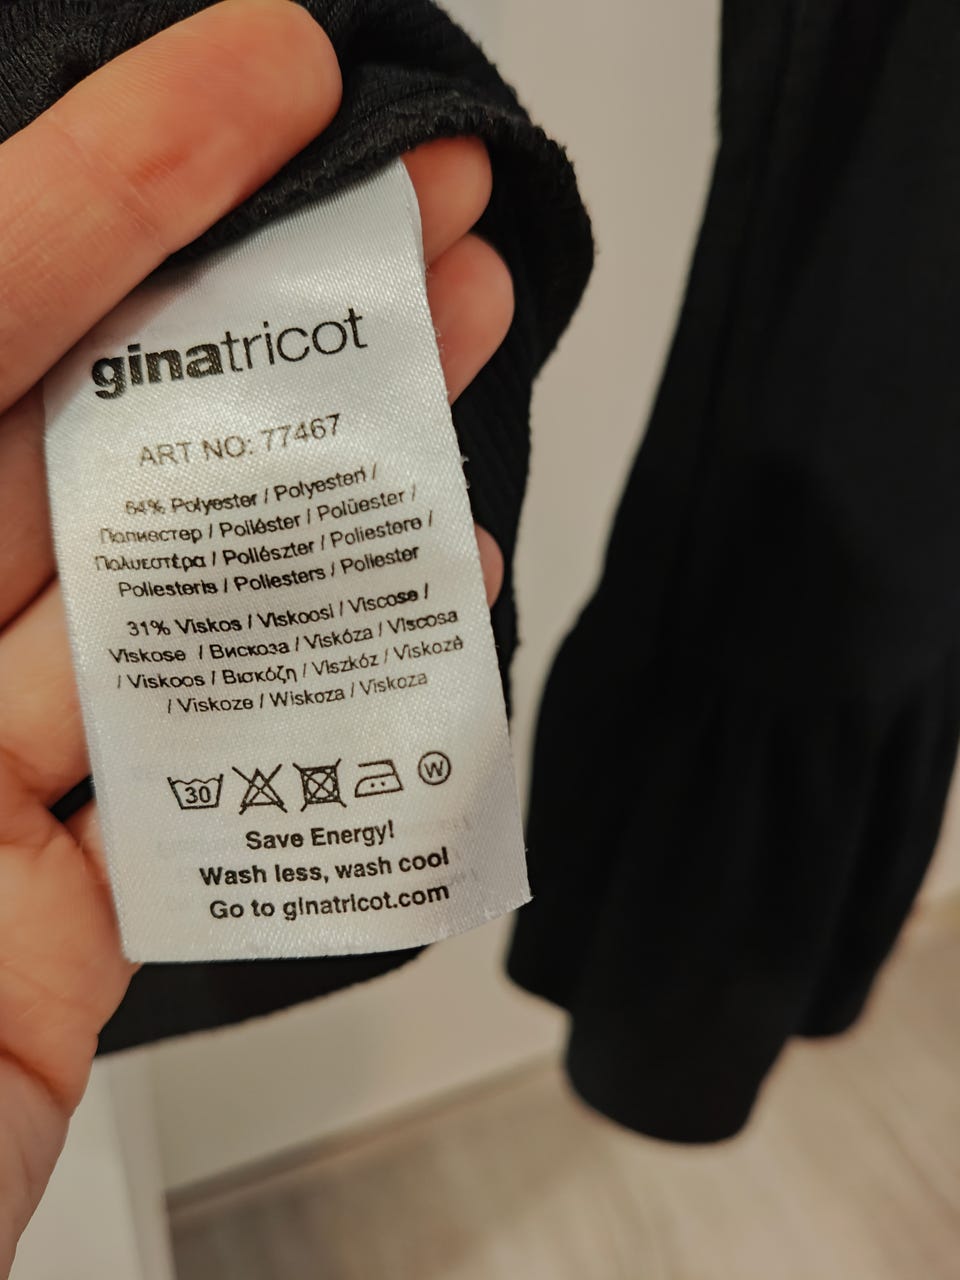 ginatricot
ART NO: 77467
64% Polyester / Polyesteri /
Полиестер / Poliéster / Polüester /
Πολυεστέρα / Poliészter / Poliestere /
Poliesteris / Poliesters / Poliester
31% Viskos / Viskoosi / Viscose /
Viskose / Вискоза / Viskóza / Viscosa
/ Viskoos / Βισκόζη / Viszkóz / Viskozė
/ Viskoze / Wiskoza / Viskoza
30 W
Save Energy!
Wash less, wash cool
Go to ginatricot.com